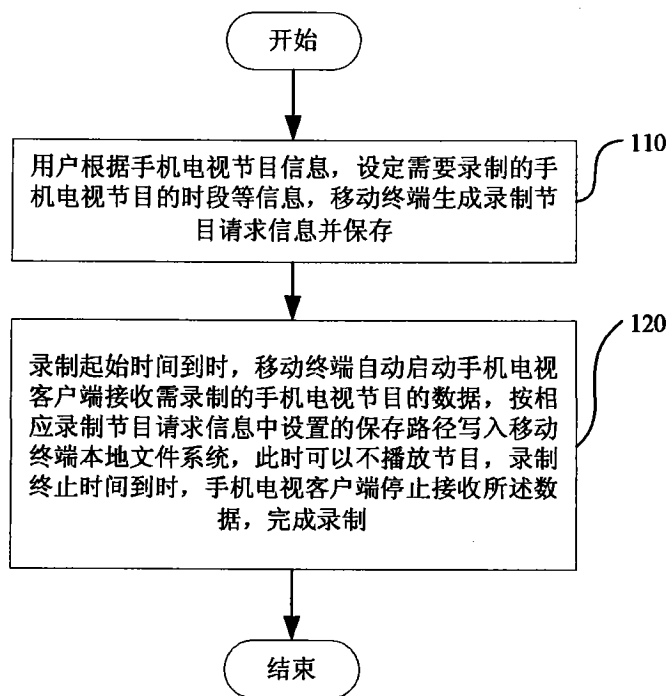 开始
用户根据手机电视节目信息，设定需要录制的手
机电视节目的时段等信息，移动终端生成录制节
目请求信息并保存
110
录制起始时间到时，移动终端自动启动手机电视
客户端接收需录制的手机电视节目的数据，按相
应录制节目请求信息中设置的保存路径写入移动
终端本地文件系统，此时可以不播放节目，录制
终止时间到时，手机电视客户端停止接收所述数
据，完成录制
120
结束